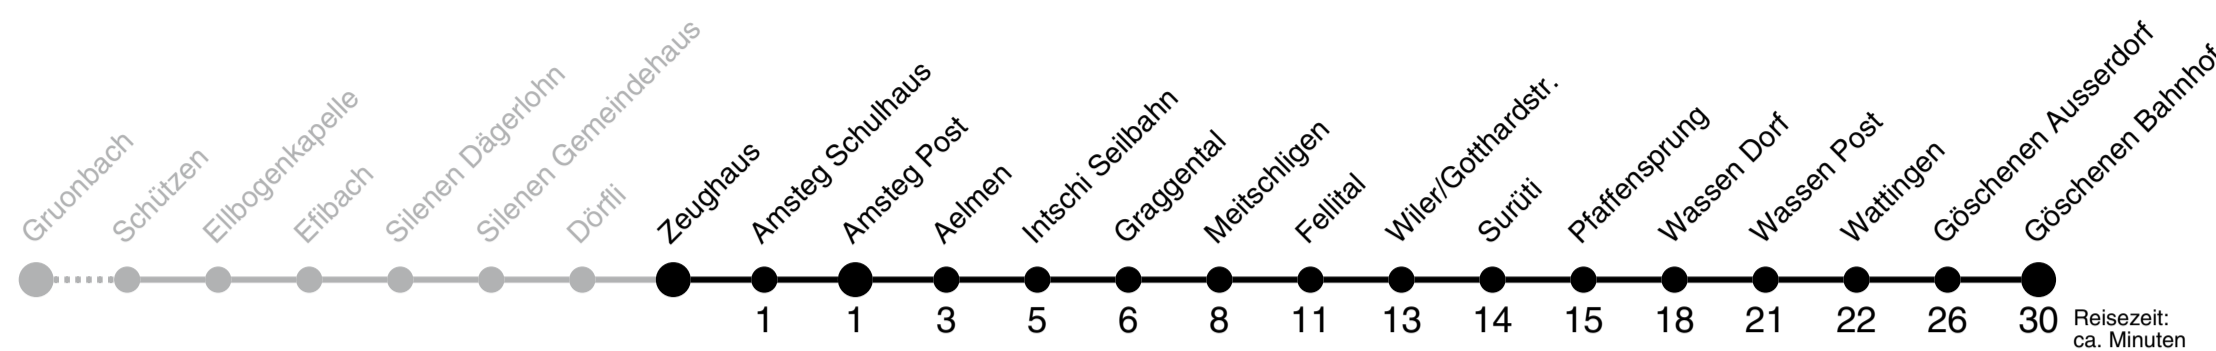 Gruonbach
Schützen
Ellbogenkapelle
Efibach
Silenen Dägerlohn
Silenen Gemeindehaus
Dörfli
Zeughaus
Amsteg Schulhaus
Amsteg Post
Aelmen
Intschi Seilbahn
Graggental
Meitschligen
Fellital
Wiler/Gotthardstr.
Surüti
Pfaffensprung
Wassen Dorf
Wassen Post
Wattingen
Göschenen Ausserdorf
Göschenen Bahnhof
1 1 3 5 6 8 11 13 14 15 18 21 22 26 30
Reisezeit:
ca. Minuten